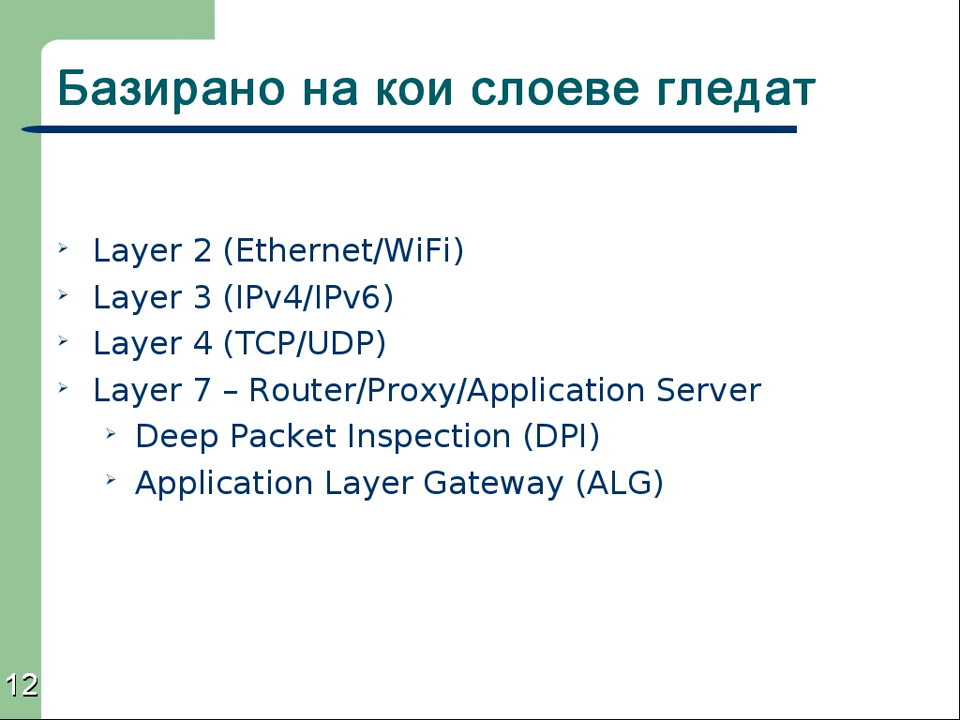 Базирано на кои слоеве гледат
Layer 2 (Ethernet/WiFi)
Layer 3 (IPv4/IPv6)
Layer 4 (TCP/UDP)
Layer 7 – Router/Proxy/Application Server
Deep Packet Inspection (DPI)
Application Layer Gateway (ALG)
12